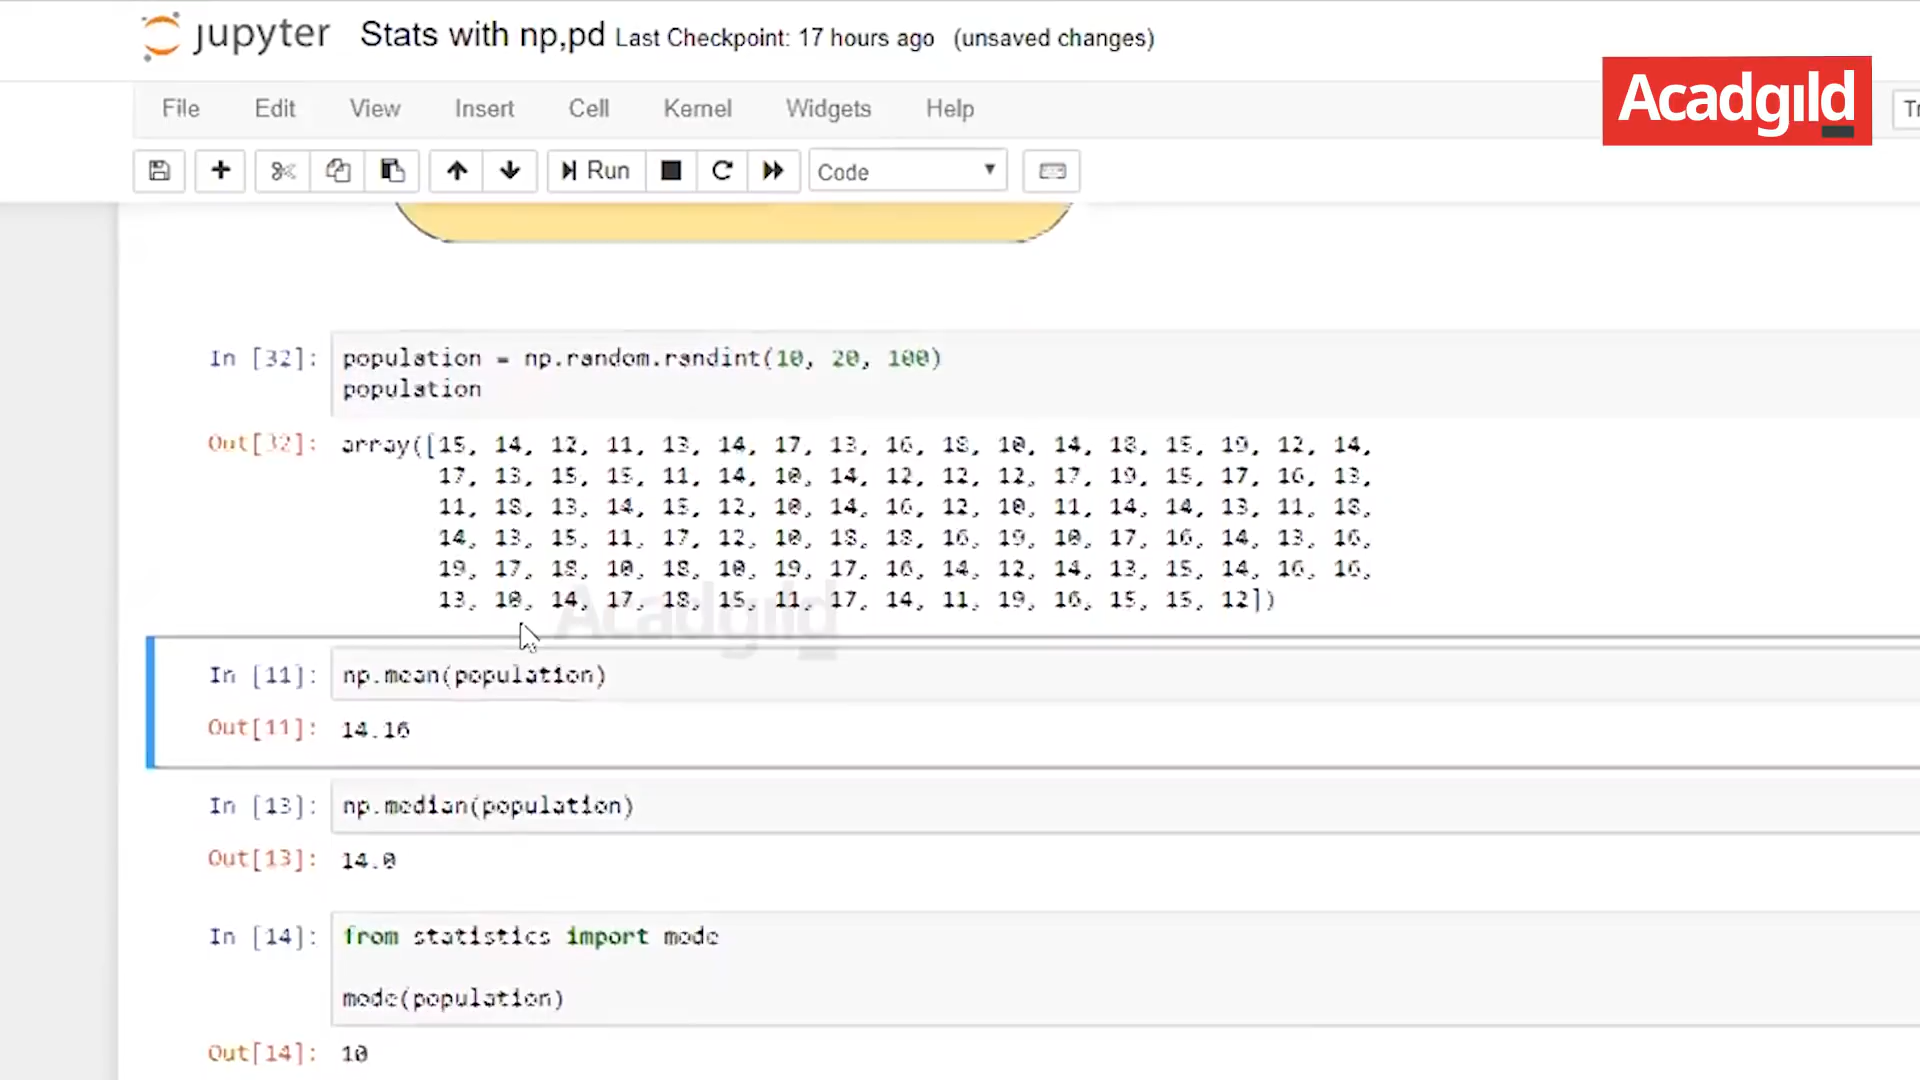 jupyter Stats with np,pd Last Checkpoint: 17 hours ago (unsaved changes)
Acadgild
File Edit View Insert Cell Kernel Widgets Help
Run Code
In [32]: population = np.random.randint(10, 20, 100)
population
Out[32]: array([15, 14, 12, 11, 13, 14, 17, 13, 16, 18, 10, 14, 18, 15, 19, 12, 14,
17, 13, 15, 15, 11, 14, 10, 14, 12, 12, 12, 17, 19, 15, 17, 16, 13,
11, 18, 13, 14, 15, 12, 10, 14, 16, 12, 10, 11, 14, 14, 13, 11, 18,
14, 13, 15, 11, 17, 12, 10, 18, 18, 16, 19, 10, 17, 16, 14, 13, 16,
19, 17, 18, 10, 18, 10, 19, 17, 16, 14, 12, 14, 13, 15, 14, 16, 16,
13, 10, 14, 17, 18, 15, 11, 17, 14, 11, 19, 16, 15, 15, 12])
Acadgild
In [11]: np.mean(population)
Out[11]: 14.16
In [13]: np.median(population)
Out[13]: 14.0
In [14]: from statistics import mode
mode(population)
Out[14]: 10